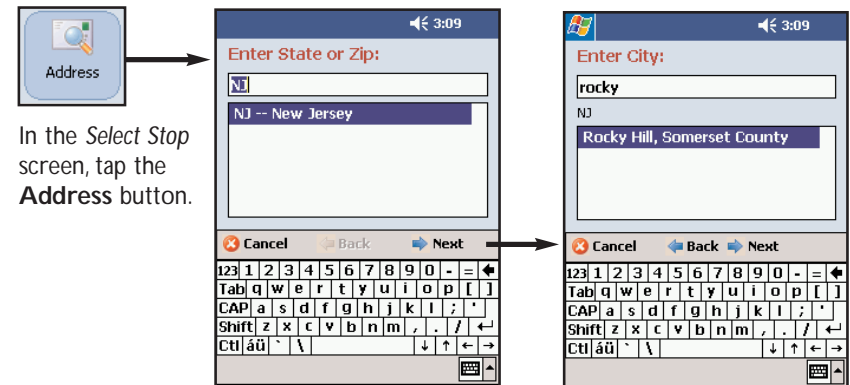 Address
In the Select Stop
screen, tap the
Address button.
3:09
Enter State or Zip:
NJ
NJ -- New Jersey
Cancel Back Next
123 1 2 3 4 5 6 7 8 9 0 - =
Tab q w e r t y u i o p [ ]
CAP a s d f g h j k l ; '
Shift z x c v b n m , . /
Ctl áü ` \ ↓ ↑ ← →
3:09
Enter City:
rocky
NJ
Rocky Hill, Somerset County
Cancel Back Next
123 1 2 3 4 5 6 7 8 9 0 - =
Tab q w e r t y u i o p [ ]
CAP a s d f g h j k l ; '
Shift z x c v b n m , . /
Ctl áü ` \ ↓ ↑ ← →